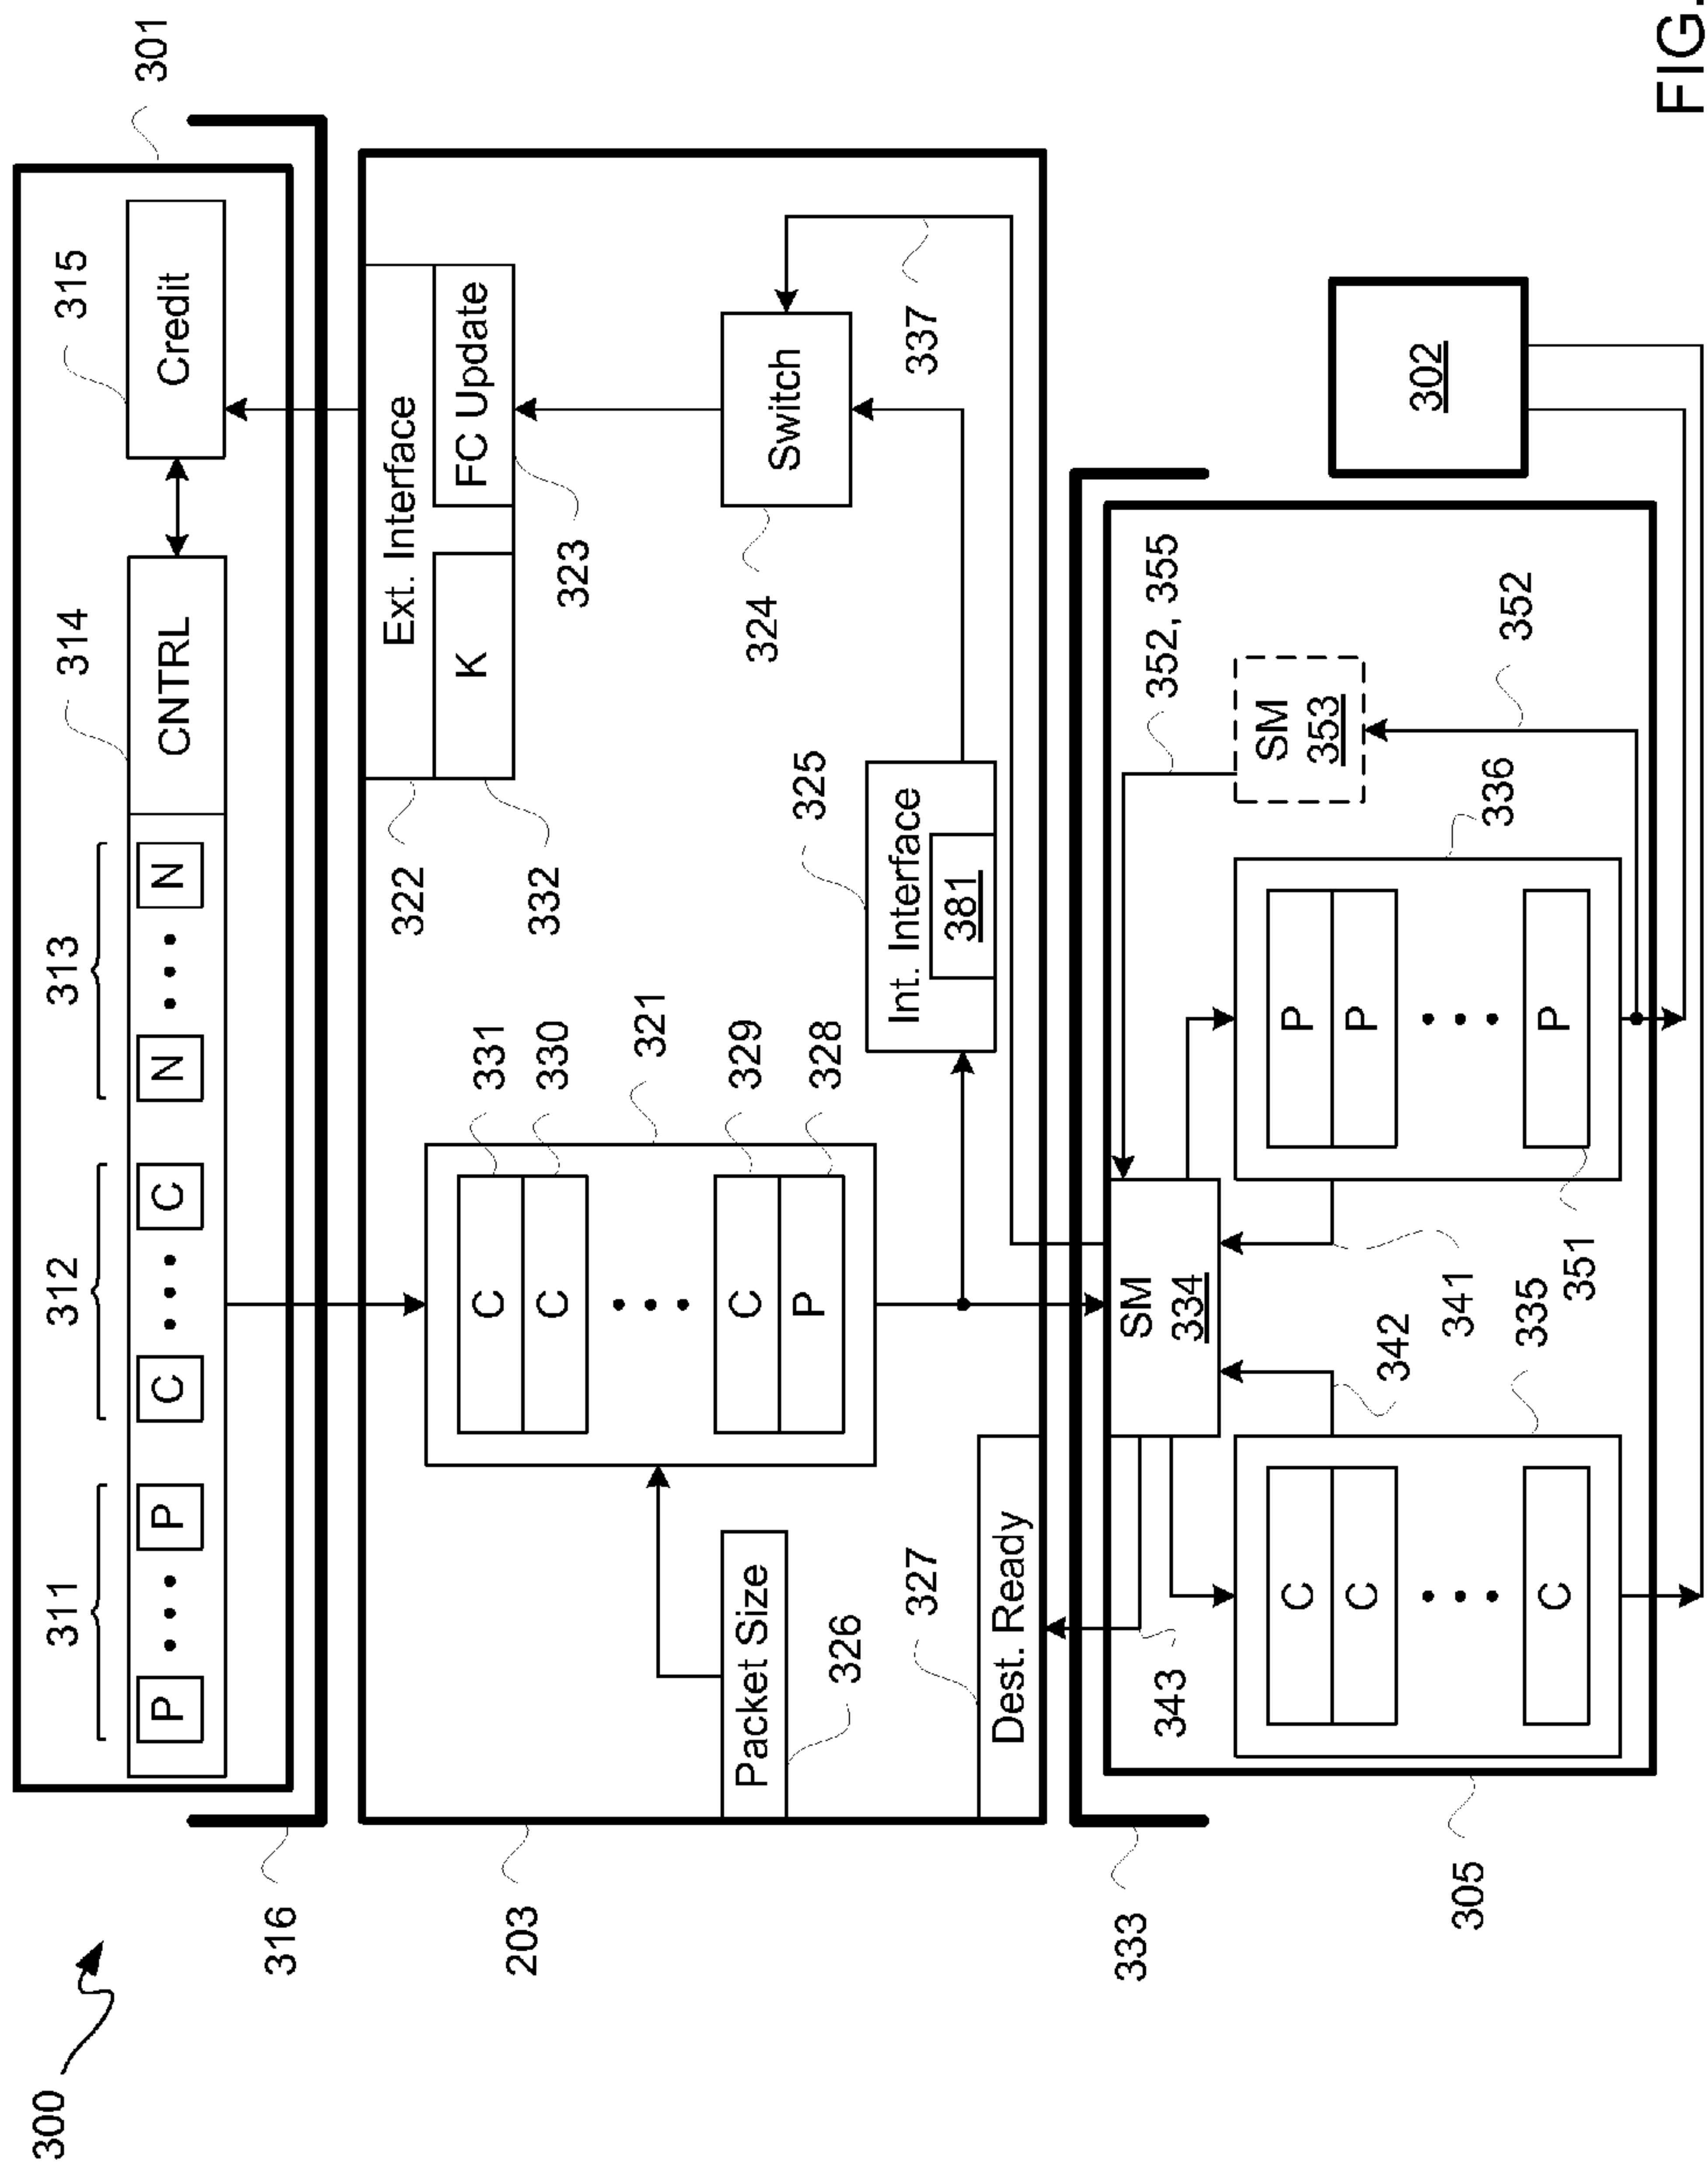 300
301
311
312
313
314
315
P
P
C
C
N
N
CNTRL
Credit
316
203
322
332
Ext. Interface
K
FC Update
323
331
330
321
329
328
C
C
C
P
Packet Size
326
Switch
324
337
325
Int. Interface
381
327
Dest. Ready
333
SM
334
343
342
341
352, 355
SM
353
352
302
335
C
C
C
336
P
P
P
351
305
FIG.